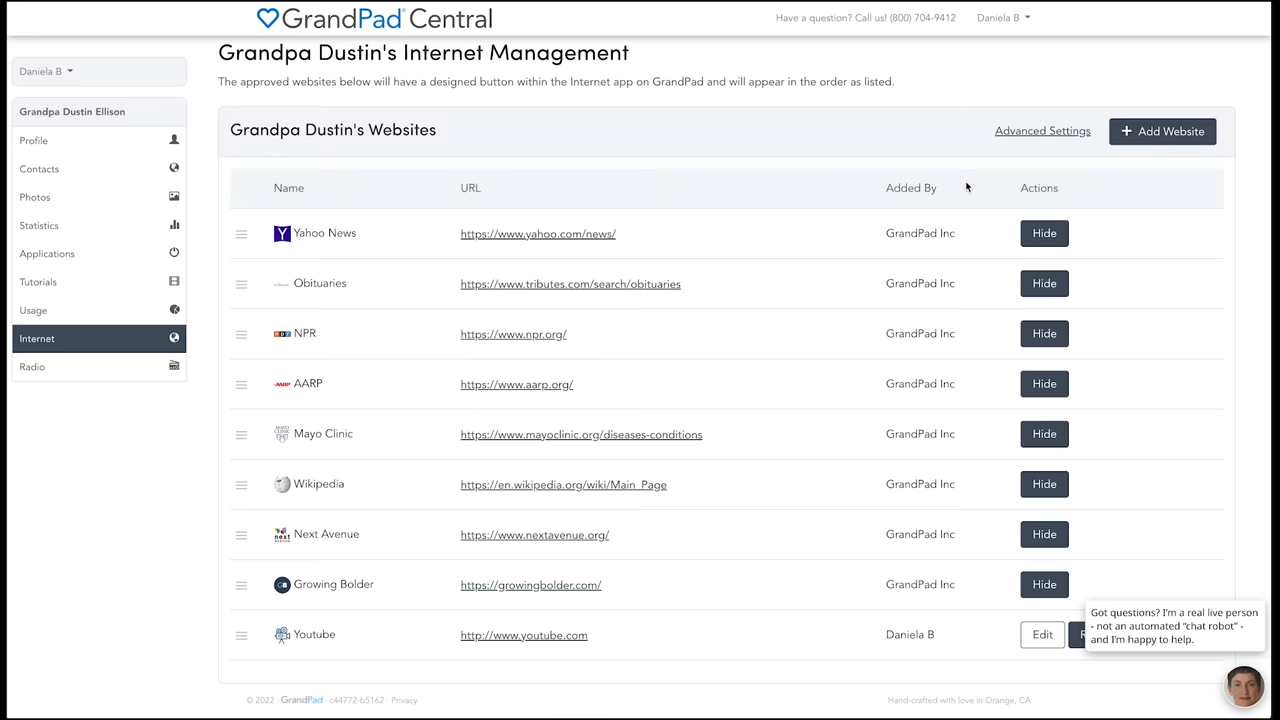 GrandPad Central
Have a question? Call us! (800) 704-9412
Daniela B
Daniela B
Grandpa Dustin Ellison
Profile
Contacts
Photos
Statistics
Applications
Tutorials
Usage
Internet
Radio
Grandpa Dustin's Internet Management
The approved websites below will have a designed button within the Internet app on GrandPad and will appear in the order as listed.
Grandpa Dustin's Websites
Advanced Settings
+ Add Website
Name URL Added By Actions
Yahoo News https://www.yahoo.com/news/ GrandPad Inc Hide
Obituaries https://www.tributes.com/search/obituaries GrandPad Inc Hide
NPR https://www.npr.org/ GrandPad Inc Hide
AARP https://www.aarp.org/ GrandPad Inc Hide
Mayo Clinic https://www.mayoclinic.org/diseases-conditions GrandPad Inc Hide
Wikipedia https://en.wikipedia.org/wiki/Main_Page GrandPad Inc Hide
Next Avenue https://www.nextavenue.org/ GrandPad Inc Hide
Growing Bolder https://growingbolder.com/ GrandPad Inc Hide
Youtube http://www.youtube.com Daniela B Edit
Got questions? I'm a real live person
- not an automated "chat robot" -
and I'm happy to help.
© 2022 · GrandPad · c44772-b5162 · Privacy
Hand-crafted with love in Orange, CA